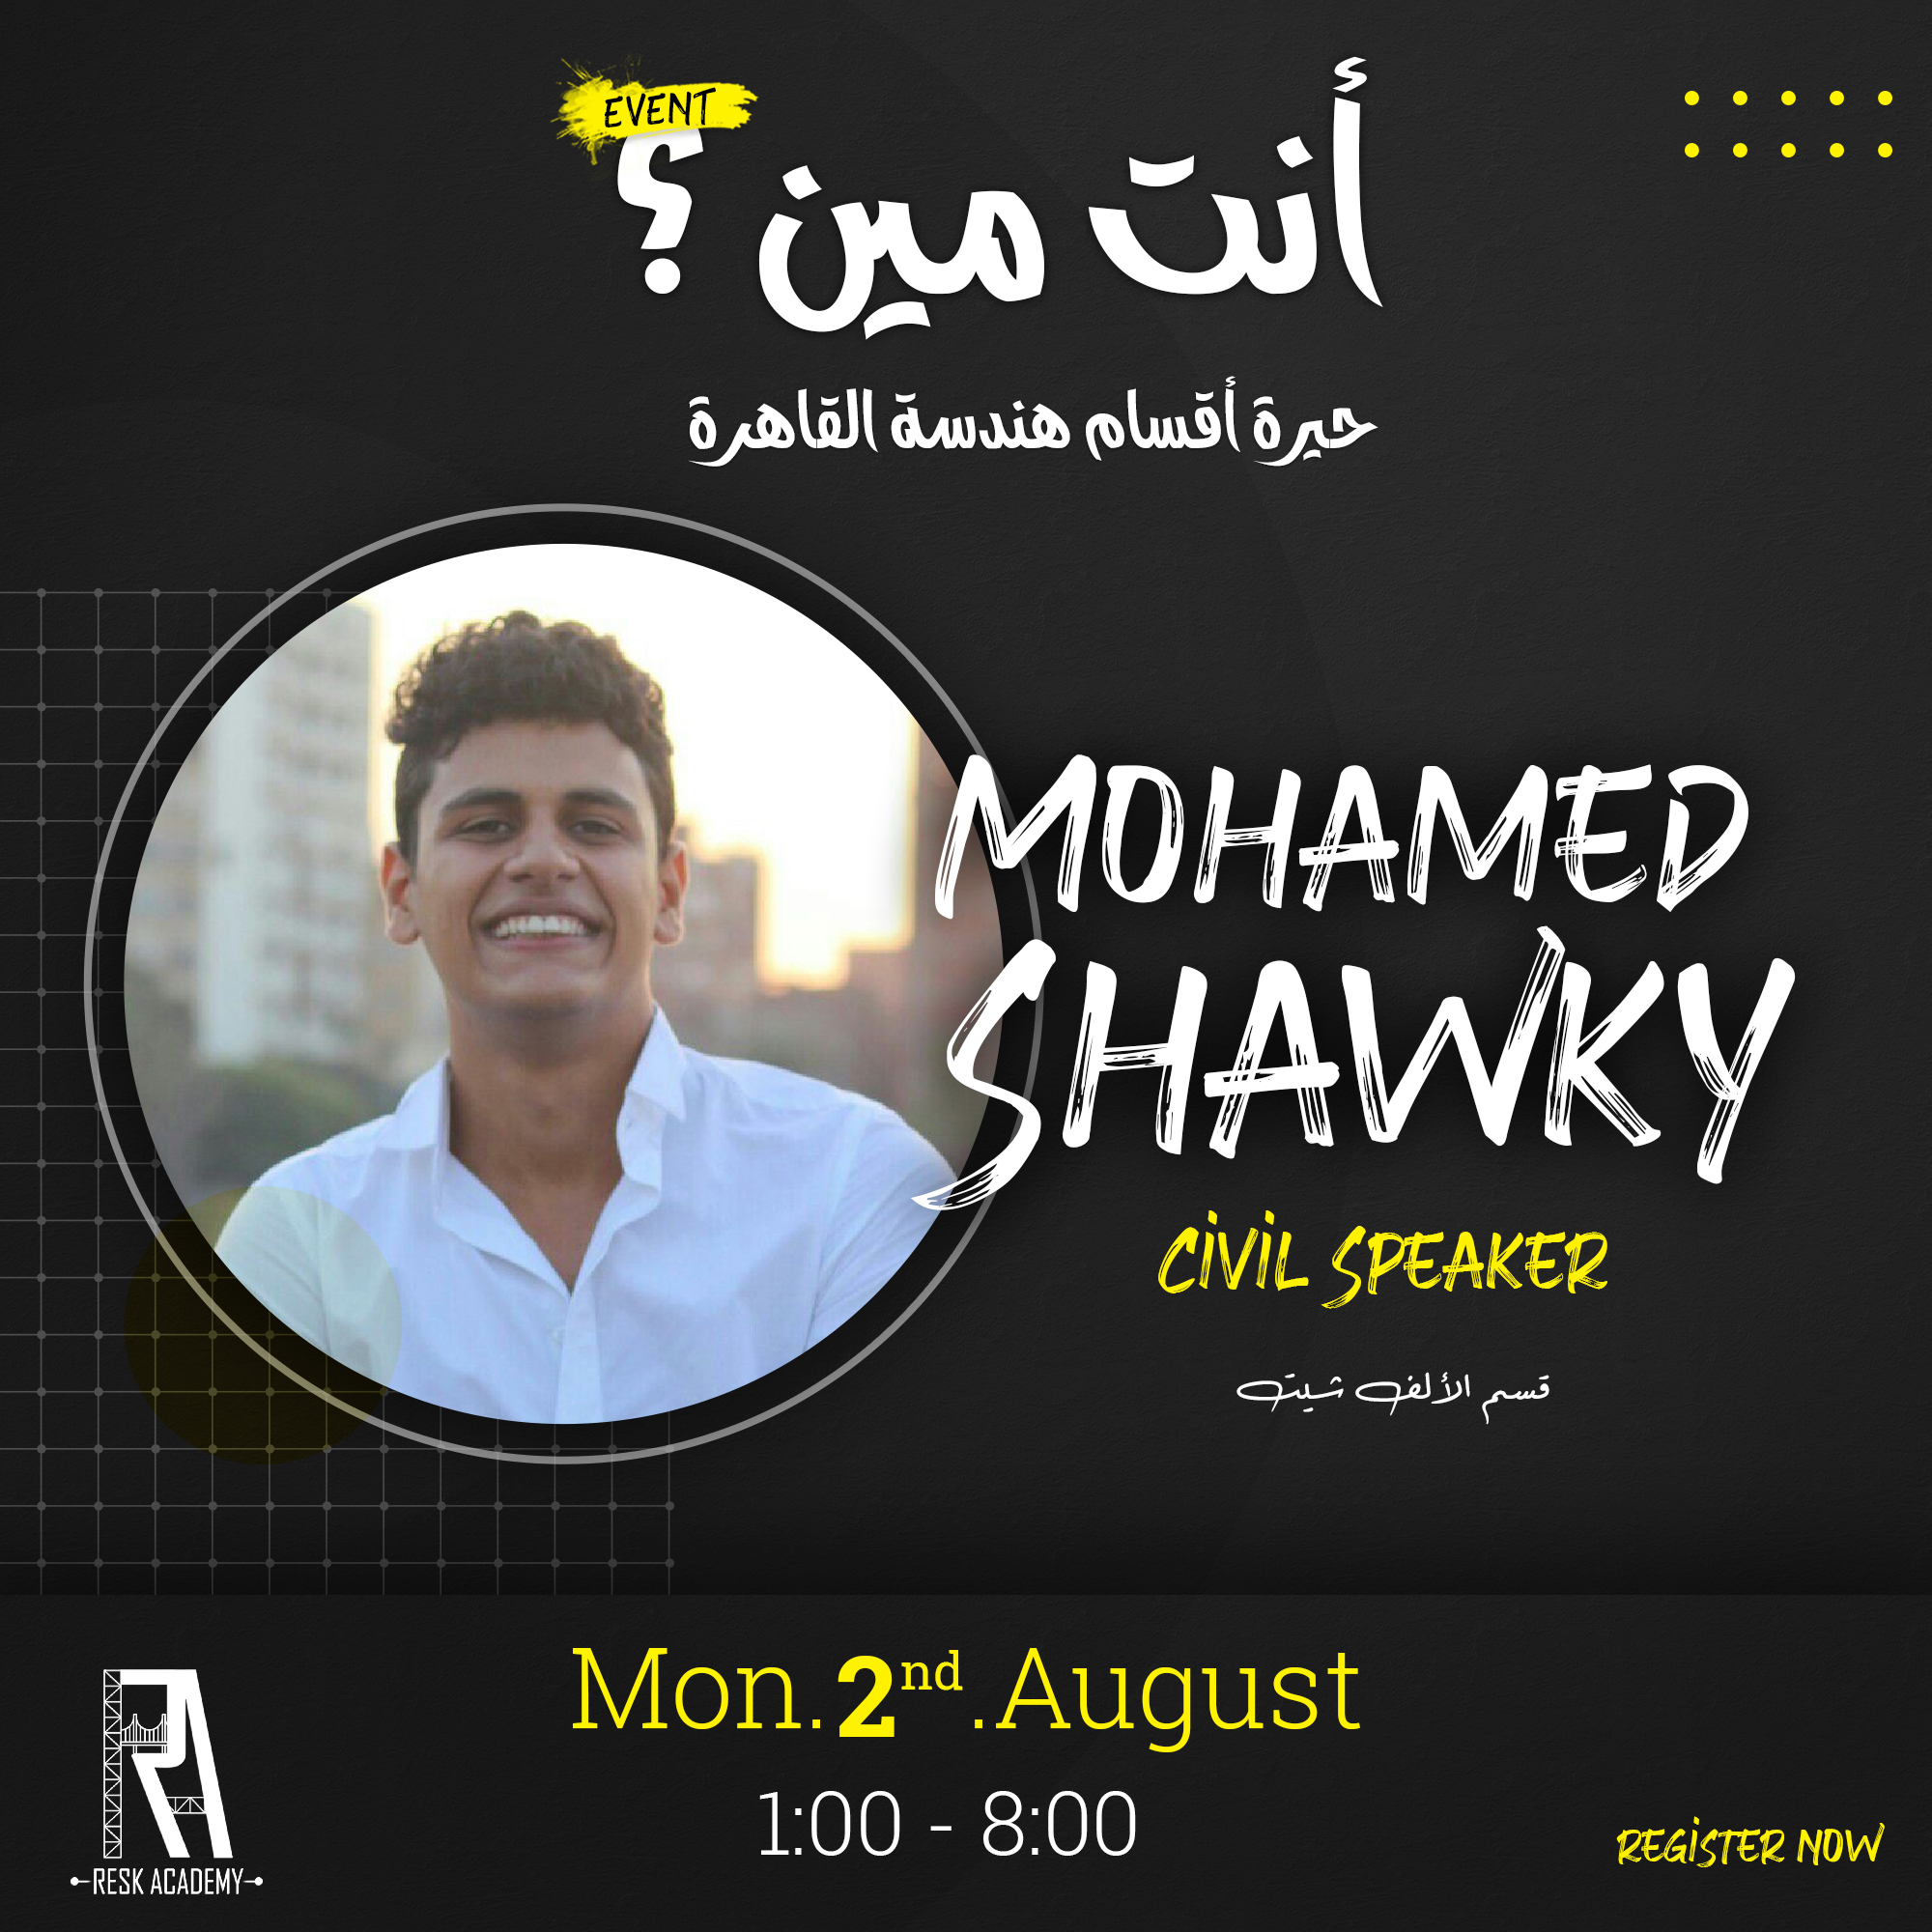 EVENT
أنت مين ؟
حيرة أقسام هندسة القاهرة
MOHAMED
SHAWKY
CIVIL SPEAKER
قسم الألف شيت
Mon. 2nd .August
1:00 - 8:00
RA
RESK ACADEMY
REGISTER NOW